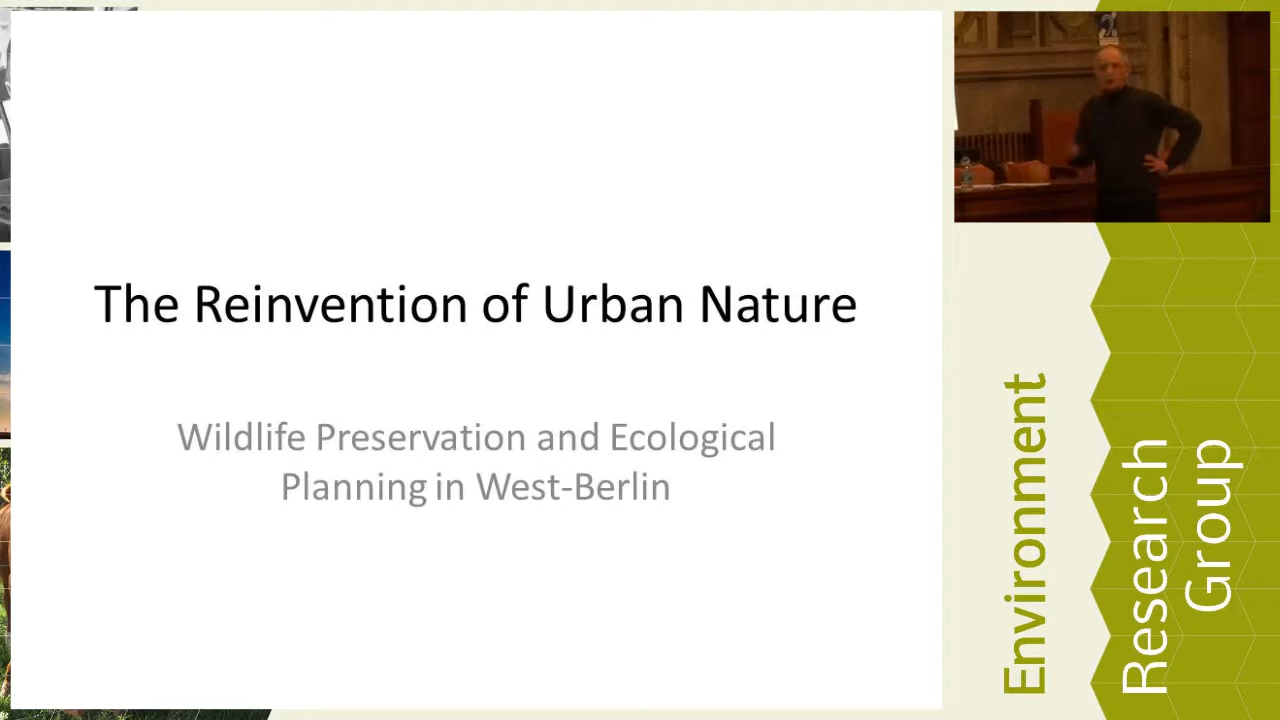 The Reinvention of Urban Nature
Wildlife Preservation and Ecological
Planning in West-Berlin
Environment
Research
Group